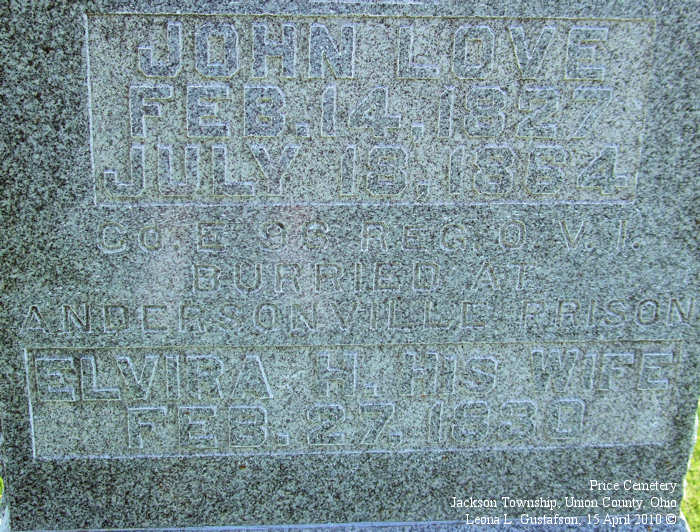 JOHN LOVE
FEB. 14. 1827
JULY 18, 1864
CO. E 96 REG. O. V. I.
BURRIED AT
ANDERSONVILLE PRISON
ELVIRA H. HIS WIFE
FEB. 27. 1830
Price Cemetery
Jackson Township, Union County, Ohio
Leona L. Gustafson, 15 April 2010 ©